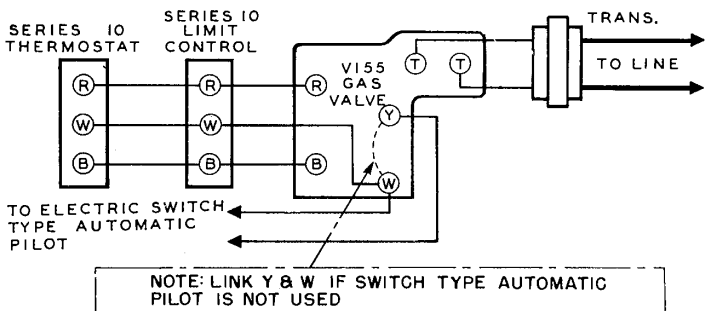 SERIES 10
THERMOSTAT
SERIES 10
LIMIT
CONTROL
TRANS.
TO LINE
V155
GAS
VALVE
T T
R R R
Y
W W
B B B
W
TO ELECTRIC SWITCH
TYPE AUTOMATIC
PILOT
NOTE: LINK Y & W IF SWITCH TYPE AUTOMATIC
PILOT IS NOT USED